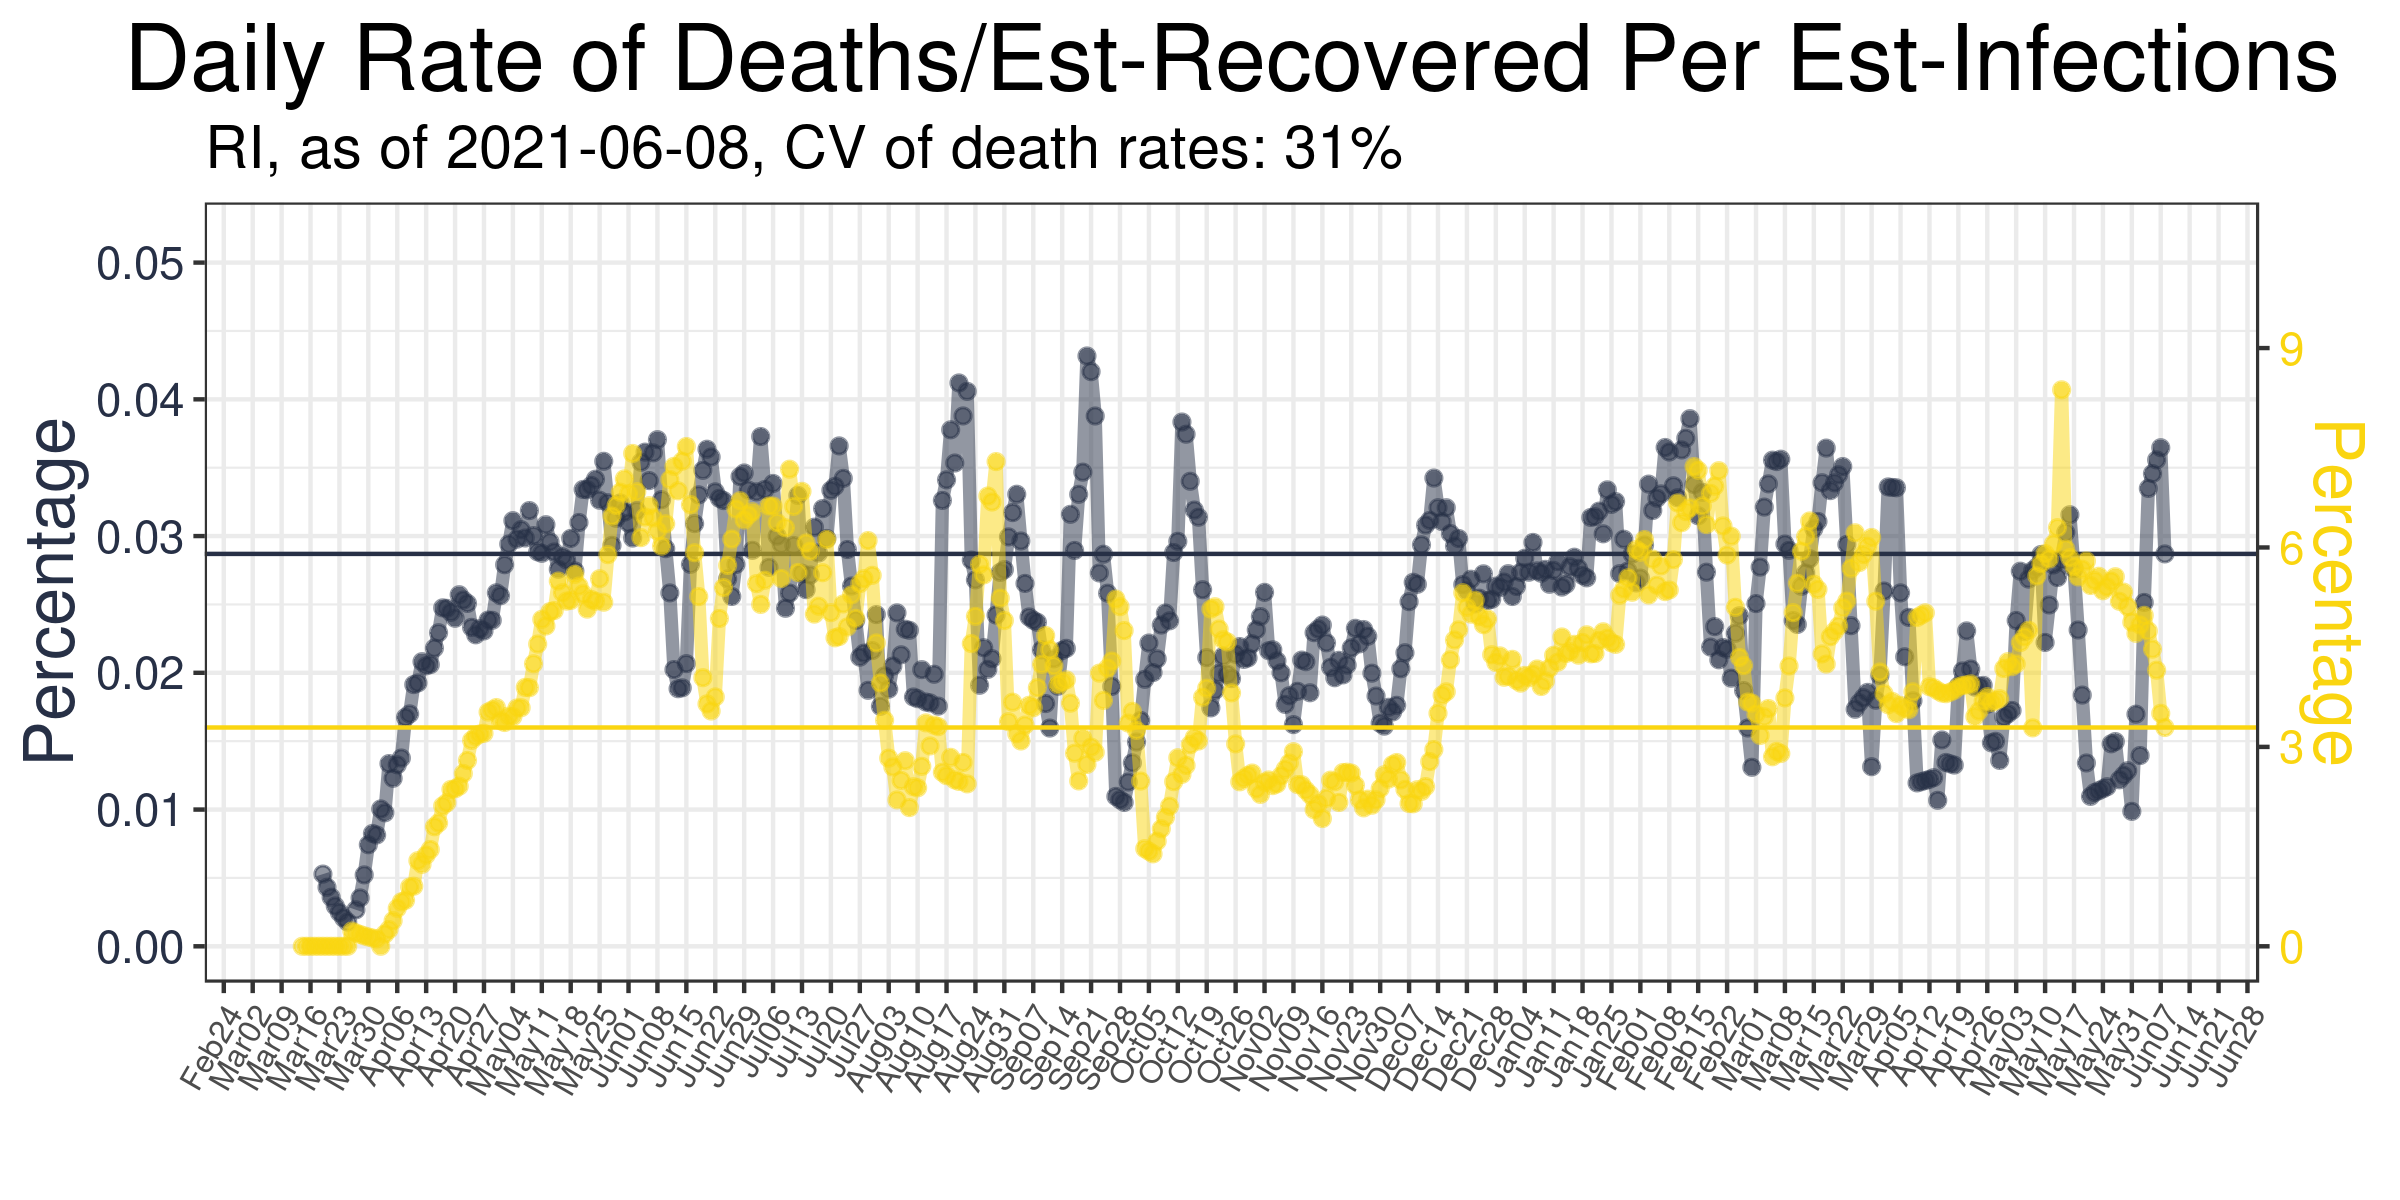 Daily Rate of Deaths/Est-Recovered Per Est-Infections
RI, as of 2021-06-08, CV of death rates: 31%
Percentage
0.05
0.04
0.03
0.02
0.01
0.00
9
6
3
0
Percentage
Feb24
Mar02
Mar09
Mar16
Mar23
Mar30
Apr06
Apr13
Apr20
Apr27
May04
May11
May18
May25
Jun01
Jun08
Jun15
Jun22
Jun29
Jul06
Jul13
Jul20
Jul27
Aug03
Aug10
Aug17
Aug24
Aug31
Sep07
Sep14
Sep21
Sep28
Oct05
Oct12
Oct19
Oct26
Nov02
Nov09
Nov16
Nov23
Nov30
Dec07
Dec14
Dec21
Dec28
Jan04
Jan11
Jan18
Jan25
Feb01
Feb08
Feb15
Feb22
Mar01
Mar08
Mar15
Mar22
Mar29
Apr05
Apr12
Apr19
Apr26
May03
May10
May17
May24
May31
Jun07
Jun14
Jun21
Jun28